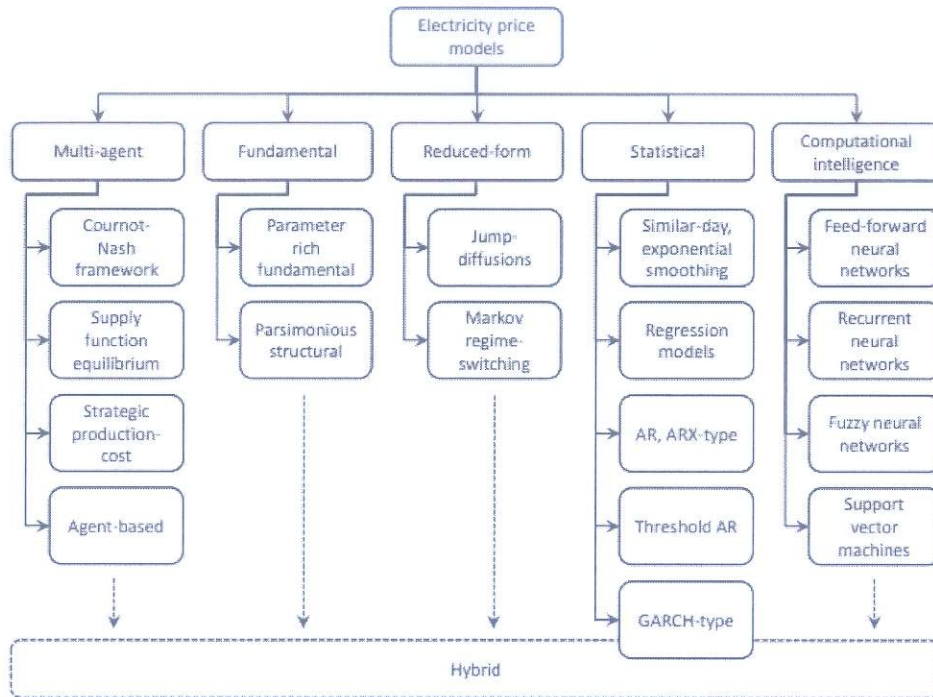 Electricity price
models
Multi-agent
Fundamental
Reduced-form
Statistical
Computational
intelligence
Cournot-
Nash
framework
Supply
function
equilibrium
Strategic
production-
cost
Agent-based
Parameter
rich
fundamental
Parsimonious
structural
Jump-
diffusions
Markov
regime-
switching
Similar-day,
exponential
smoothing
Regression
models
AR, ARX-type
Threshold AR
GARCH-type
Feed-forward
neural
networks
Recurrent
neural
networks
Fuzzy neural
networks
Support
vector
machines
Hybrid